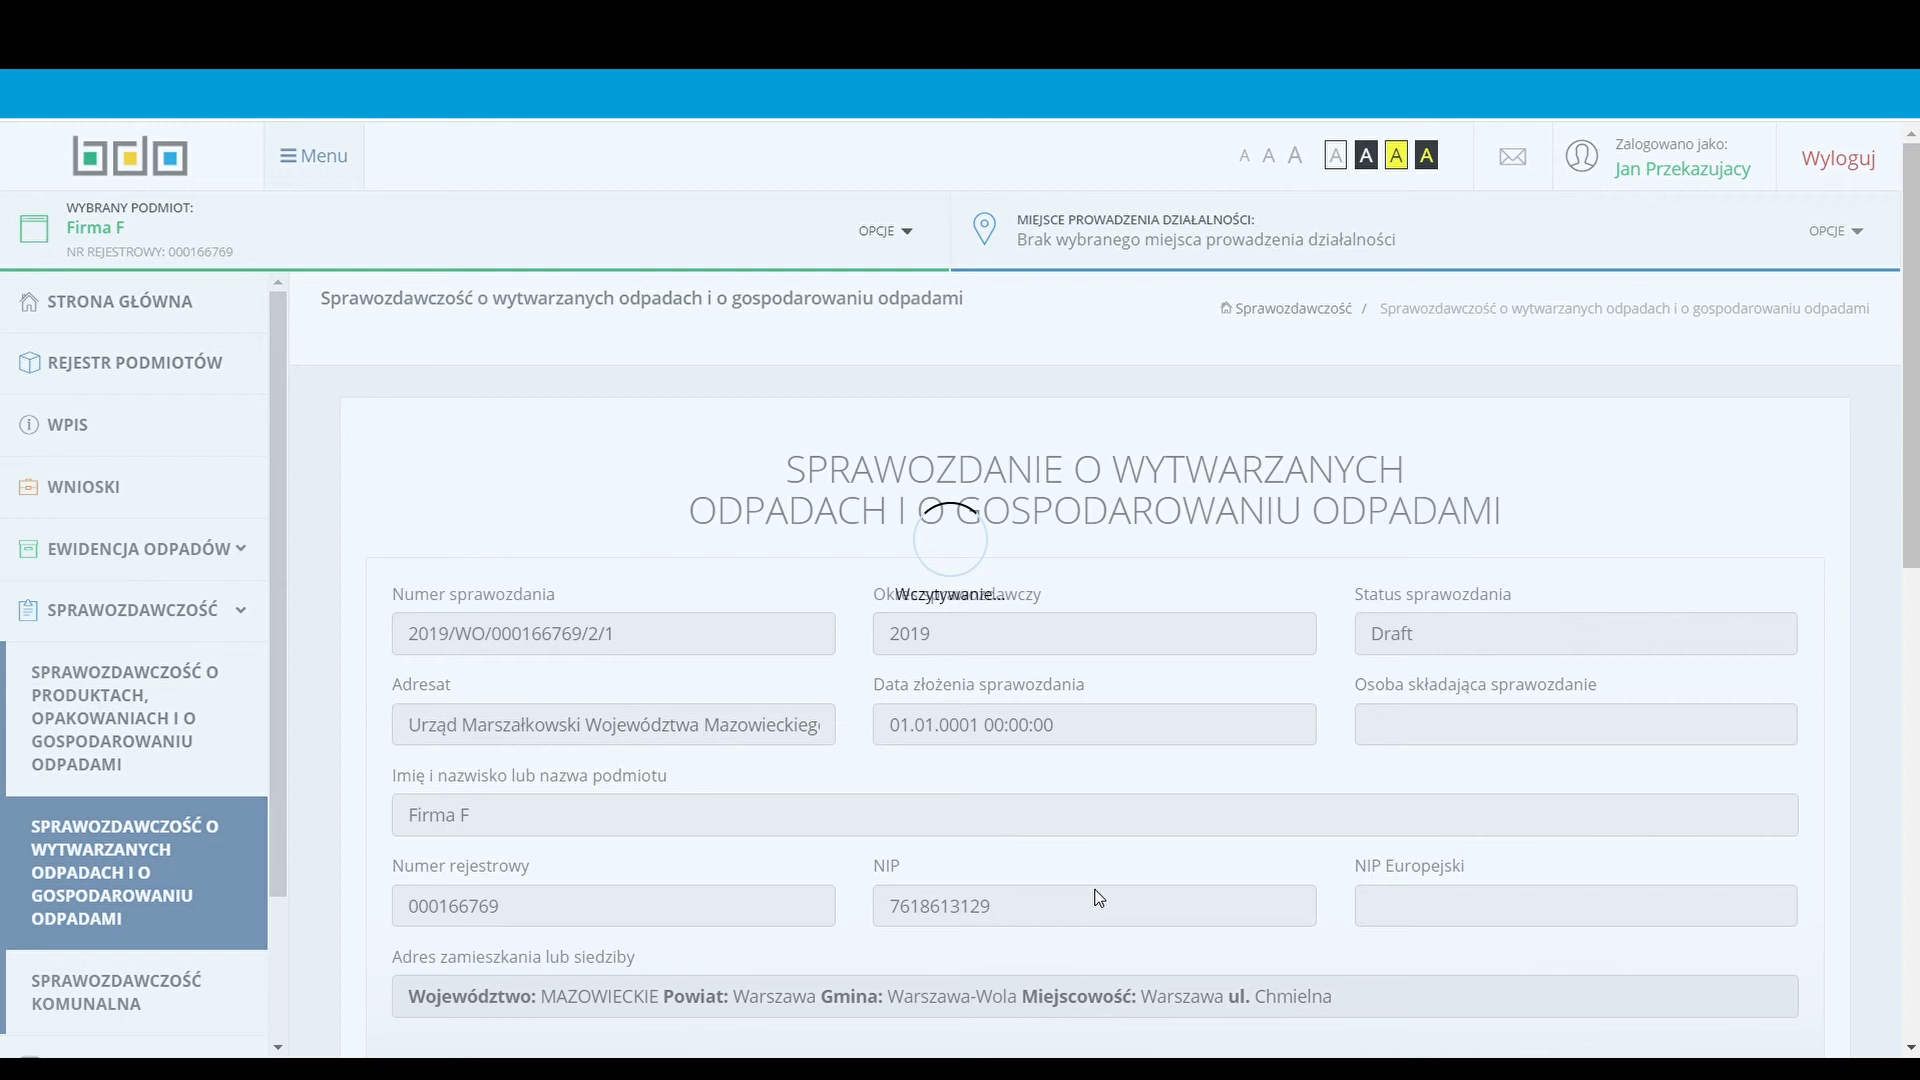 bdo
Menu
A A A A A A A
Zalogowano jako:
Jan Przekazujacy
Wyloguj
WYBRANY PODMIOT:
Firma F
NR REJESTROWY: 000166769
OPCJE
MIEJSCE PROWADZENIA DZIAŁALNOŚCI:
Brak wybranego miejsca prowadzenia działalności
OPCJE
STRONA GŁÓWNA
REJESTR PODMIOTÓW
WPIS
WNIOSKI
EWIDENCJA ODPADÓW
SPRAWOZDAWCZOŚĆ
SPRAWOZDAWCZOŚĆ O
PRODUKTACH,
OPAKOWANIACH I O
GOSPODAROWANIU
ODPADAMI
SPRAWOZDAWCZOŚĆ O
WYTWARZANYCH
ODPADACH I O
GOSPODAROWANIU
ODPADAMI
SPRAWOZDAWCZOŚĆ
KOMUNALNA
Sprawozdawczość o wytwarzanych odpadach i o gospodarowaniu odpadami
Sprawozdawczość / Sprawozdawczość o wytwarzanych odpadach i o gospodarowaniu odpadami
SPRAWOZDANIE O WYTWARZANYCH
ODPADACH I O GOSPODAROWANIU ODPADAMI
Wczytywanie...
Numer sprawozdania
2019/WO/000166769/2/1
Okres sprawozdawczy
2019
Status sprawozdania
Draft
Adresat
Urząd Marszałkowski Województwa Mazowieckieg
Data złożenia sprawozdania
01.01.0001 00:00:00
Osoba składająca sprawozdanie
Imię i nazwisko lub nazwa podmiotu
Firma F
Numer rejestrowy
000166769
NIP
7618613129
NIP Europejski
Adres zamieszkania lub siedziby
Województwo: MAZOWIECKIE Powiat: Warszawa Gmina: Warszawa-Wola Miejscowość: Warszawa ul. Chmielna